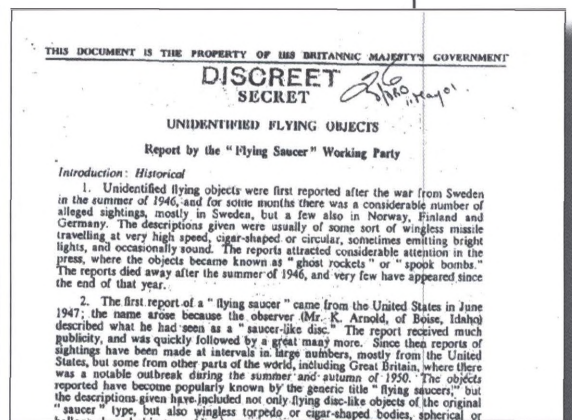 THIS DOCUMENT IS THE PROPERTY OF HIS BRITANNIC MAJESTY'S GOVERNMENT
DISCREET
SECRET
UNIDENTIFIED FLYING OBJECTS
Report by the " Flying Saucer " Working Party
Introduction : Historical
1. Unidentified flying objects were first reported after the war from Sweden
in the summer of 1946, and for some months there was a considerable number of
alleged sightings, mostly in Sweden, but a few also in Norway, Finland and
Germany. The descriptions given were usually of some sort of wingless missile
travelling at very high speed, cigar-shaped or circular, sometimes emitting bright
lights, and occasionally sound. The reports attracted considerable attention in the
press, where the objects became known as " ghost rockets " or " spook bombs."
The reports died away after the summer of 1946, and very few have appeared since
the end of that year.
2. The first report of a " flying saucer " came from the United States in June
1947; the name arose because the observer (Mr. K. Arnold, of Boise, Idaho)
described what he had seen as a " saucer-like disc." The report received much
publicity, and was quickly followed by a great many more. Since then reports of
sightings have been made at intervals in large numbers, mostly from the United
States, but some from other parts of the world, including Great Britain, where there
was a notable outbreak during the summer and autumn of 1950. The objects
reported have become popularly known by the generic title " flying saucers," but
the descriptions given have included not only flying disc-like objects of the original
" saucer " type, but also wingless torpedo or cigar-shaped bodies, spherical or